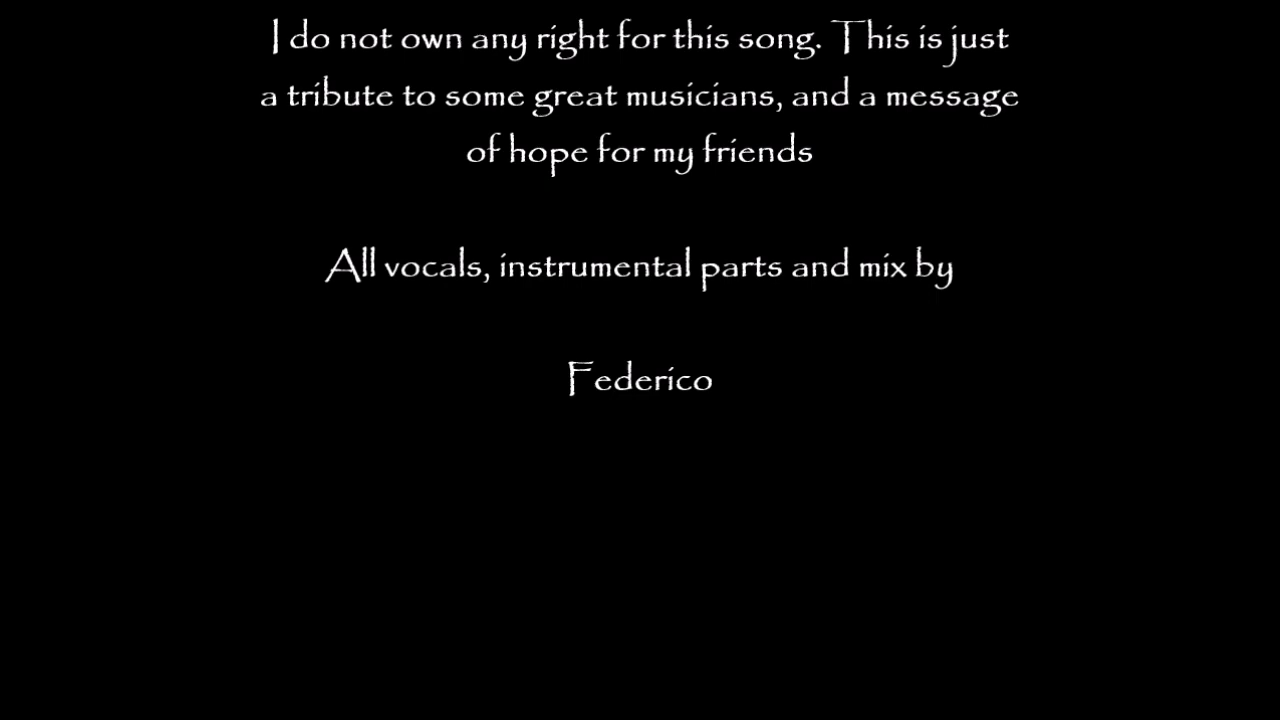 I do not own any right for this song. This is just
a tribute to some great musicians, and a message
of hope for my friends
All vocals, instrumental parts and mix by
Federico